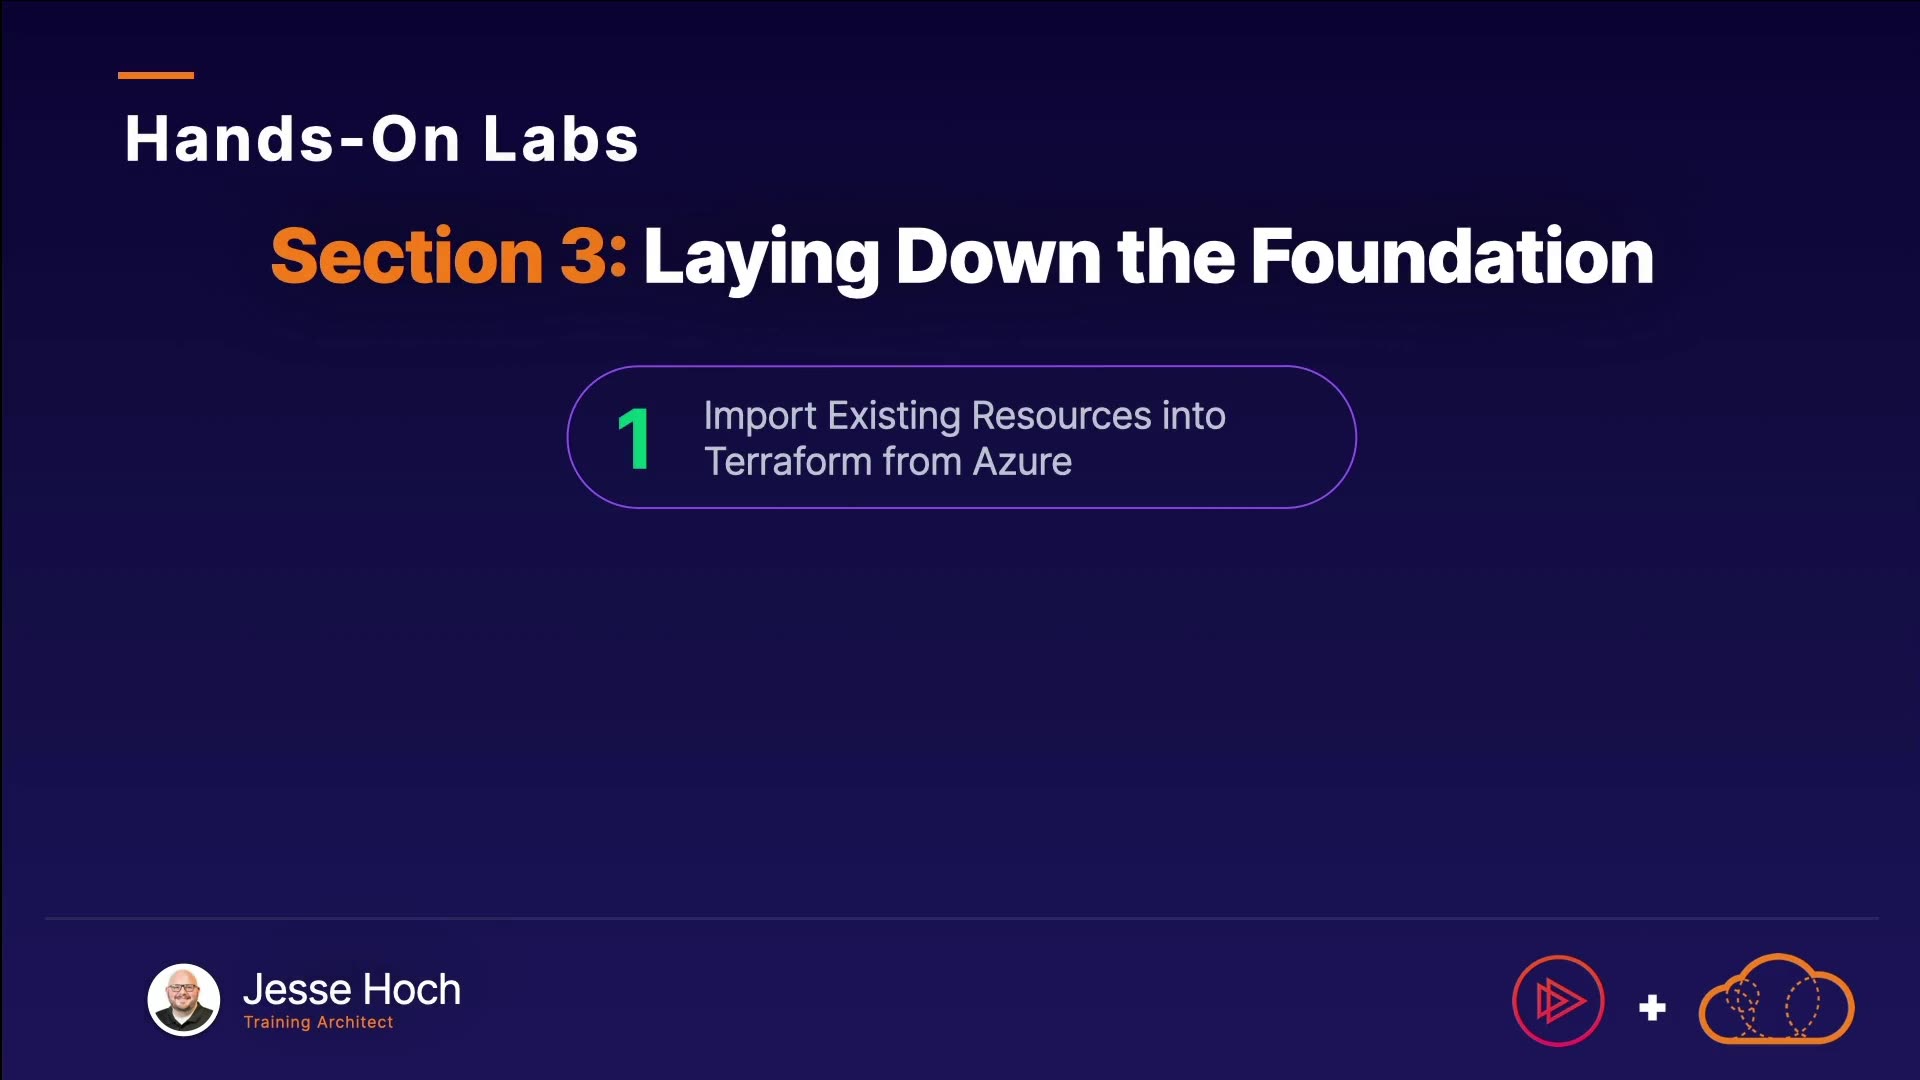 Hands-On Labs
Section 3: Laying Down the Foundation
1
Import Existing Resources into
Terraform from Azure
Jesse Hoch
Training Architect